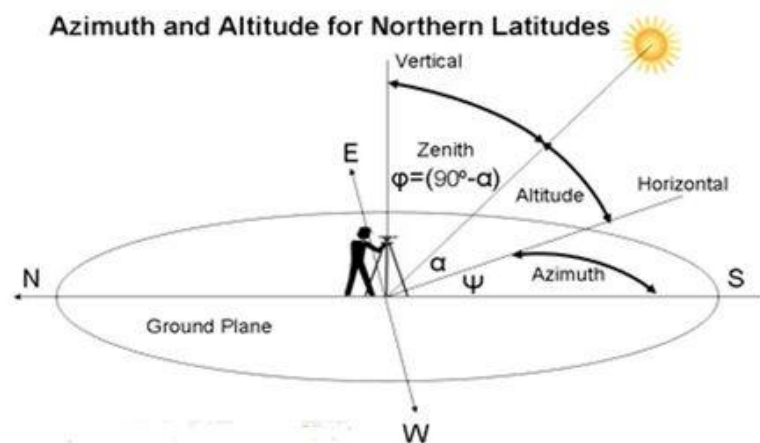 Azimuth and Altitude for Northern Latitudes
Vertical
E
Zenith
φ=(90º-α)
Altitude
Horizontal
N
α
Ψ
Azimuth
S
Ground Plane
W